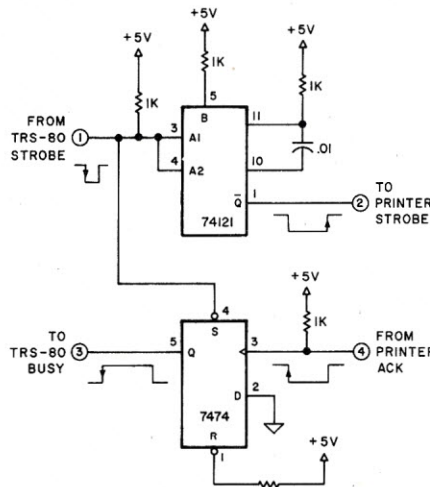 +5V
+5V
+5V
1K
1K
1K
5
B
FROM
TRS-80
STROBE
1
3
A1
4
A2
11
10
.01
1
Q̅
74121
2
TO
PRINTER
STROBE
4
S
+5V
1K
TO
TRS-80
BUSY
3
5
Q
3
4
FROM
PRINTER
ACK
D
2
7474
R
1
+5V